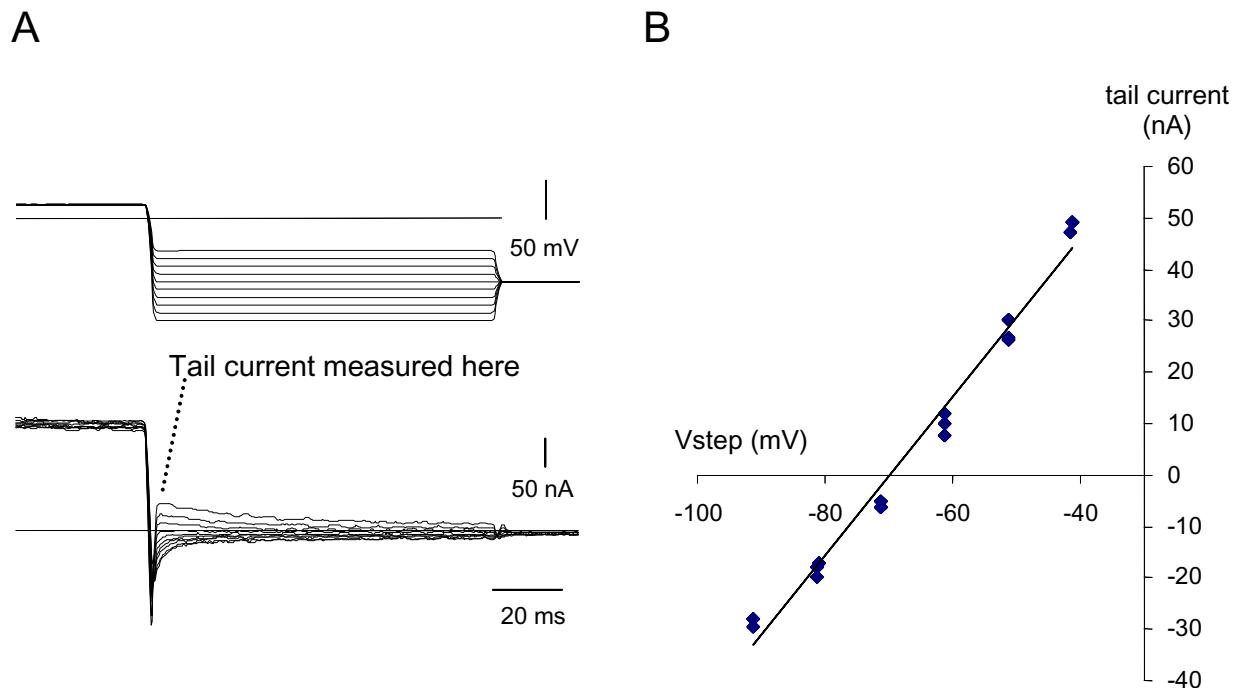 A
50 mV
Tail current measured here
50 nA
20 ms
B
tail current
(nA)
60
50
40
30
20
10
0
-10
-20
-30
-40
Vstep (mV)
-100
-80
-60
-40